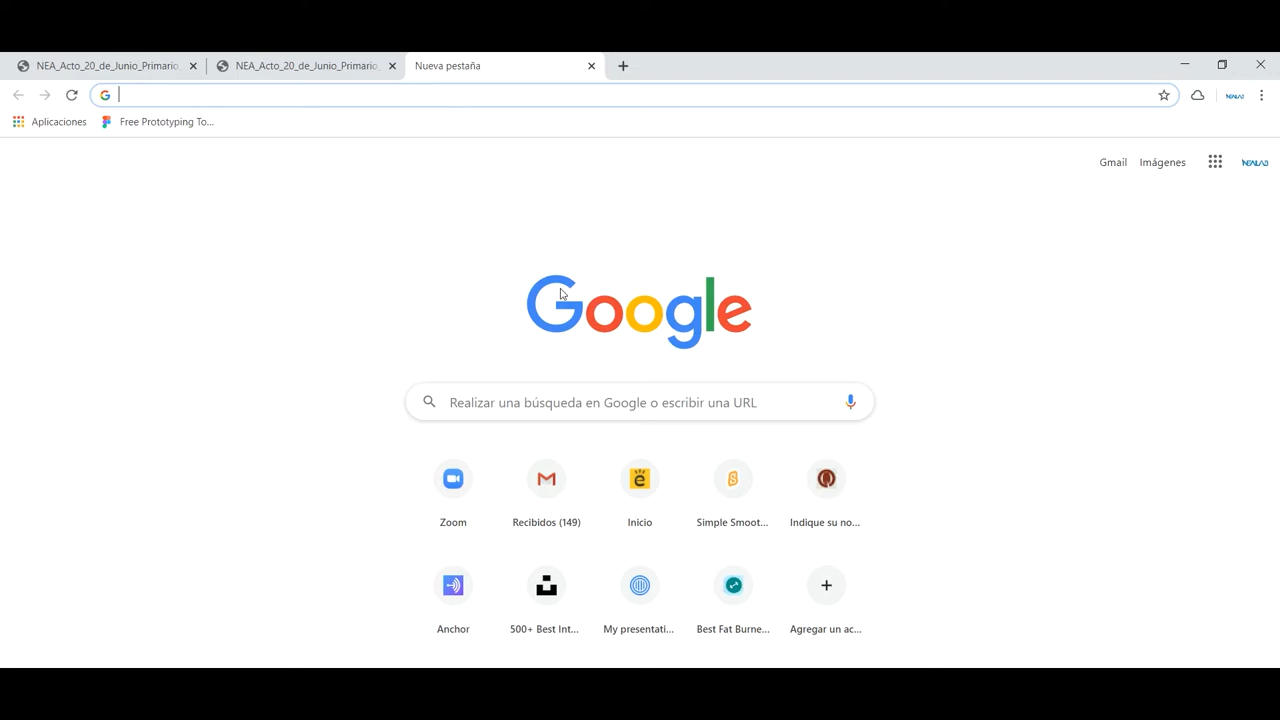 NEA_Acto_20_de_Junio_Primario
NEA_Acto_20_de_Junio_Primario
Nueva pestaña
Aplicaciones
Free Prototyping To...
Gmail
Imágenes
NEALAB
Google
Realizar una búsqueda en Google o escribir una URL
Zoom
Recibidos (149)
Inicio
Simple Smoot...
Indique su no...
Anchor
500+ Best Int...
My presentati...
Best Fat Burne...
Agregar un ac...